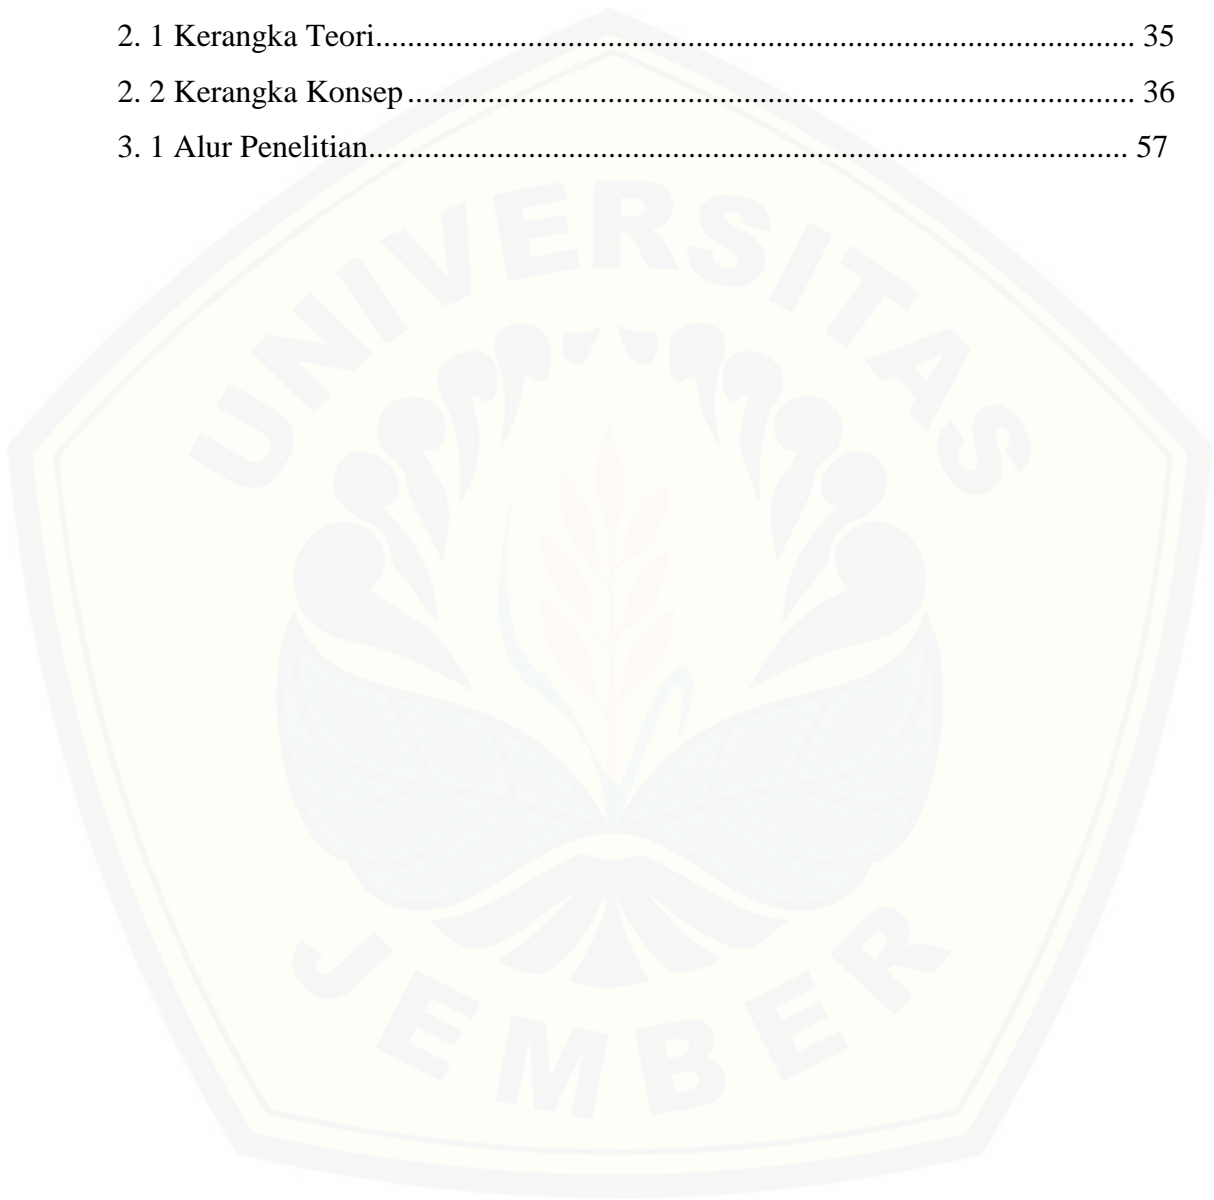 2. 1 Kerangka Teori............................................................................................... 35
2. 2 Kerangka Konsep........................................................................................... 36
3. 1 Alur Penelitian............................................................................................... 57
UNIVERSITAS
JEMBER